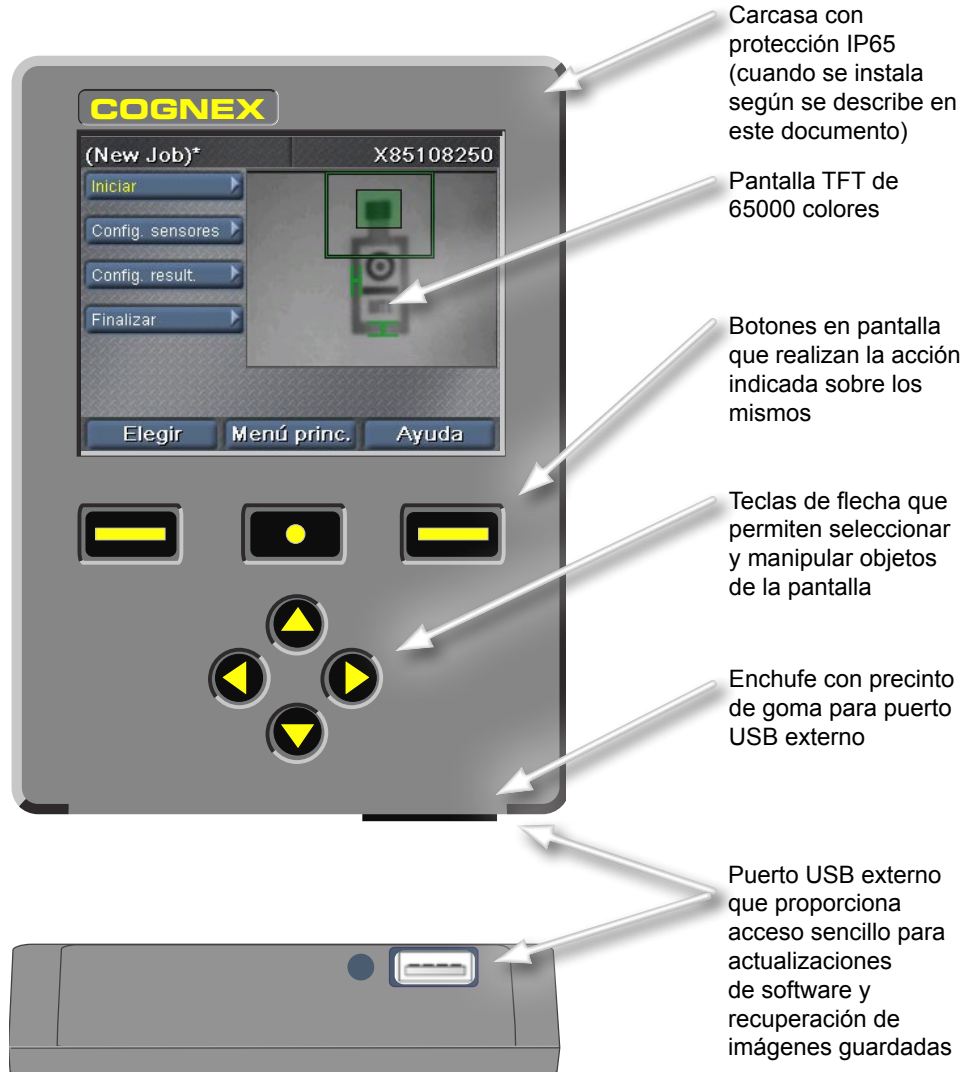 Carcasa con
protección IP65
(cuando se instala
según se describe en
este documento)
COGNEX
(New Job)*
X85108250
Iniciar
Config. sensores
Config. result.
Finalizar
Elegir
Menú princ.
Ayuda
Pantalla TFT de
65000 colores
Botones en pantalla
que realizan la acción
indicada sobre los
mismos
Teclas de flecha que
permiten seleccionar
y manipular objetos
de la pantalla
Enchufe con precinto
de goma para puerto
USB externo
Puerto USB externo
que proporciona
acceso sencillo para
actualizaciones
de software y
recuperación de
imágenes guardadas